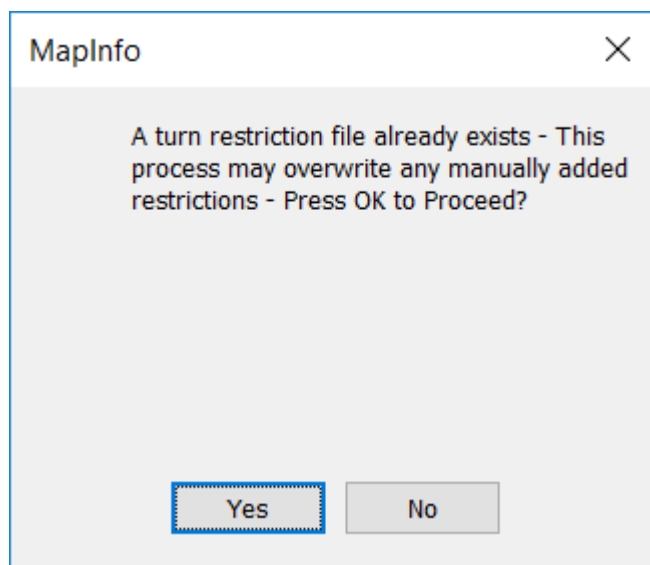 MapInfo
A turn restriction file already exists - This
process may overwrite any manually added
restrictions - Press OK to Proceed?
Yes
No